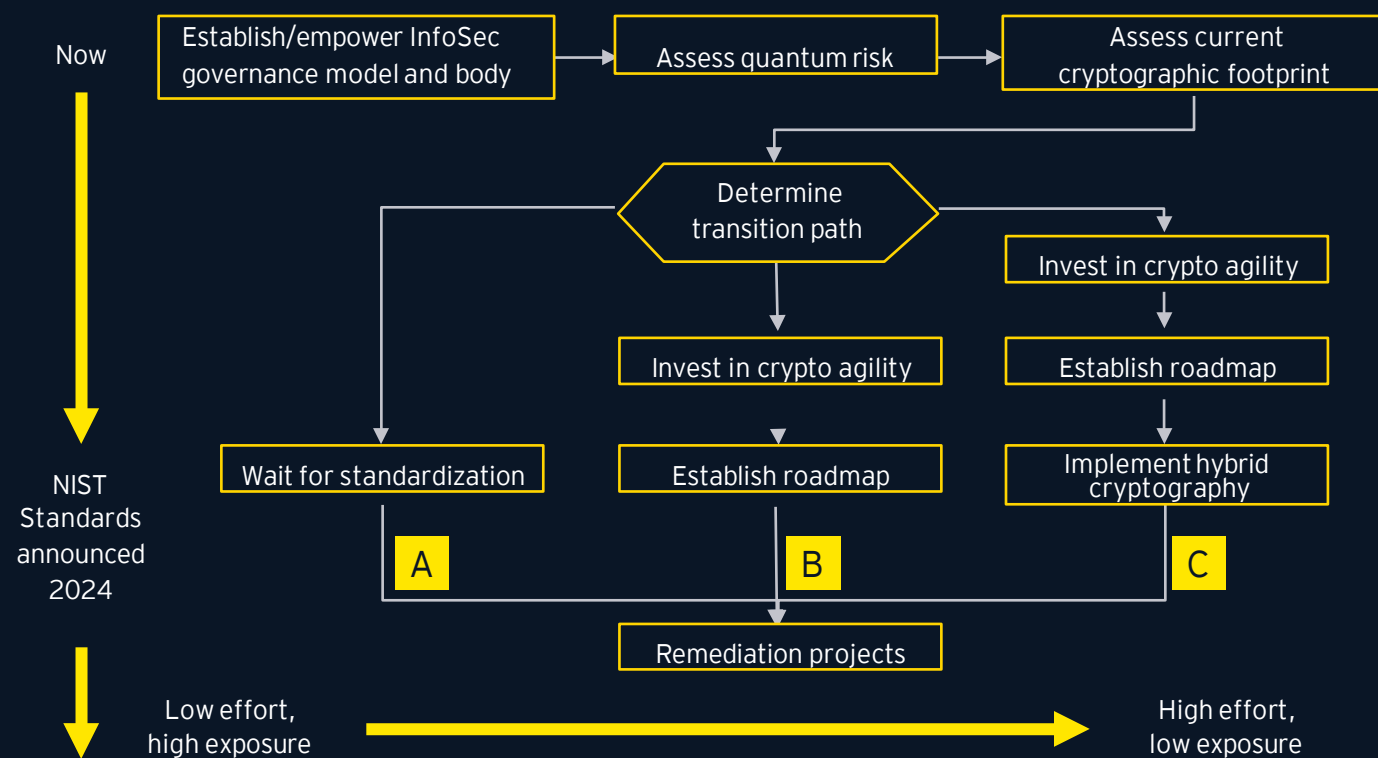 Now
Establish/empower InfoSec
governance model and body
Assess quantum risk
Assess current
cryptographic footprint
Determine
transition path
Invest in crypto agility
Invest in crypto agility
Establish roadmap
Wait for standardization
Establish roadmap
Implement hybrid
cryptography
NIST
Standards
announced
2024
A
B
C
Remediation projects
Low effort,
high exposure
High effort,
low exposure